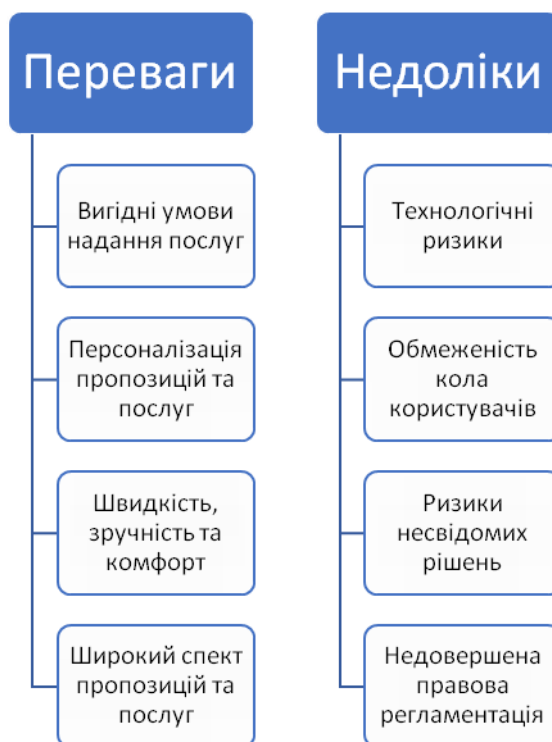 Переваги
Вигідні умови
надання послуг
Персоналізація
пропозицій та
послуг
Швидкість,
зручність та
комфорт
Широкий спект
пропозицій та
послуг
Недоліки
Технологічні
ризики
Обмеженість
кола
користувачів
Ризики
несвідомих
рішень
Недовершена
правова
регламентація